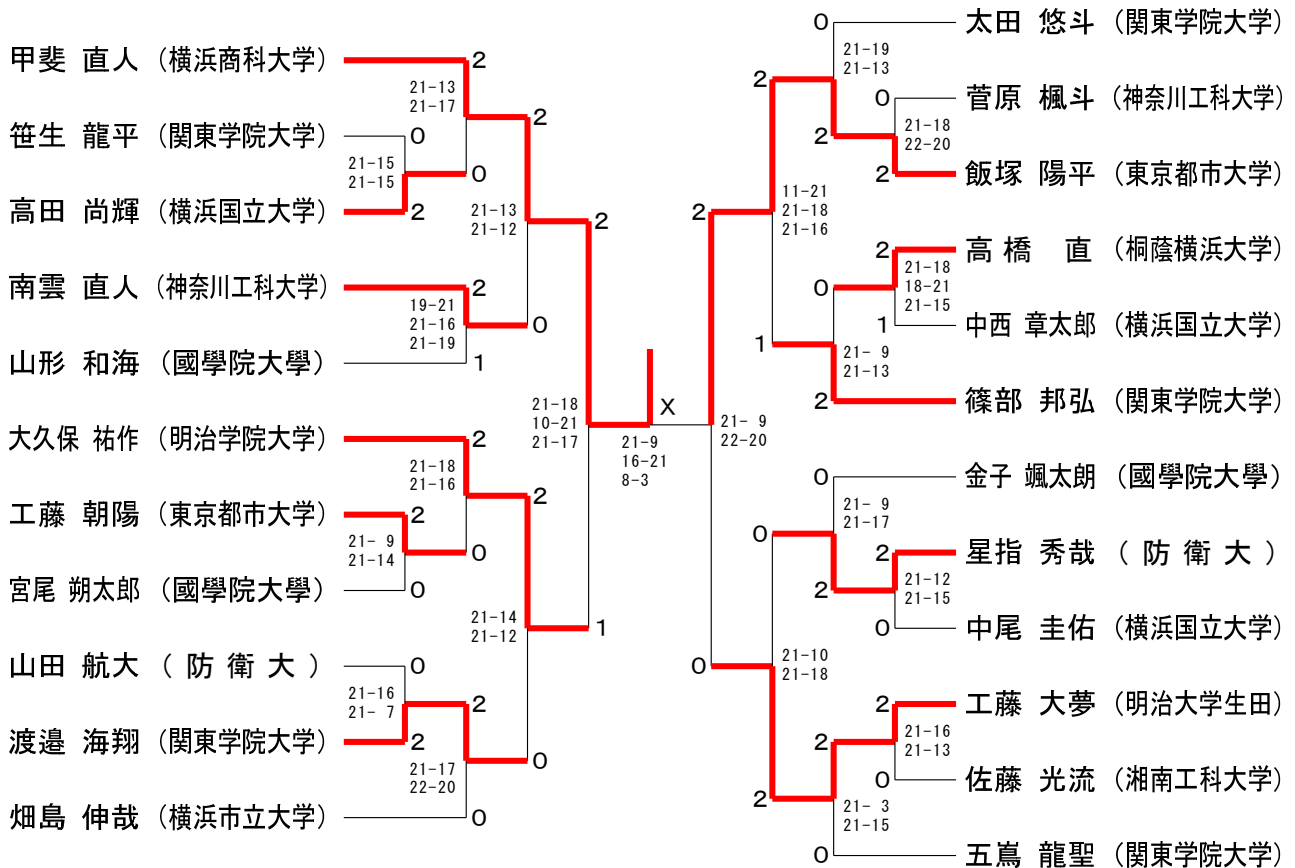 甲斐 直人 (横浜商科大学) 2
21-13
21-17
2
笹生 龍平 (関東学院大学) 0
21-15
21-15
0
高田 尚輝 (横浜国立大学) 2
21-13
21-12
2
南雲 直人 (神奈川工科大学) 2
19-21
21-16
21-19
0
山形 和海 (國學院大學) 1
21-18
10-21
21-17
大久保 祐作 (明治学院大学) 2
21-18
21-16
2
工藤 朝陽 (東京都市大学) 2
21- 9
21-14
0
宮尾 朔太郎 (國學院大學) 0
21-14
21-12
1
山田 航大 (防衛大) 0
21-16
21- 7
2
渡邉 海翔 (関東学院大学) 2
21-17
22-20
0
畑島 伸哉 (横浜市立大学) 0
X
21-9
16-21
8-3
0 太田 悠斗 (関東学院大学)
21-19
21-13
2
0 菅原 楓斗 (神奈川工科大学)
21-18
22-20
2
2 飯塚 陽平 (東京都市大学)
11-21
21-18
21-16
2
2 高橋 直 (桐蔭横浜大学)
21-18
18-21
21-15
0
1 中西 章太郎 (横浜国立大学)
21- 9
21-13
1
2 篠部 邦弘 (関東学院大学)
21- 9
22-20
0 金子 颯太朗 (國學院大學)
21- 9
21-17
0
2 星指 秀哉 (防衛大)
21-12
21-15
2
0 中尾 圭佑 (横浜国立大学)
21-10
21-18
0
2 工藤 大夢 (明治大学生田)
21-16
21-13
2
0 佐藤 光流 (湘南工科大学)
21- 3
21-15
2
0 五嶌 龍聖 (関東学院大学)